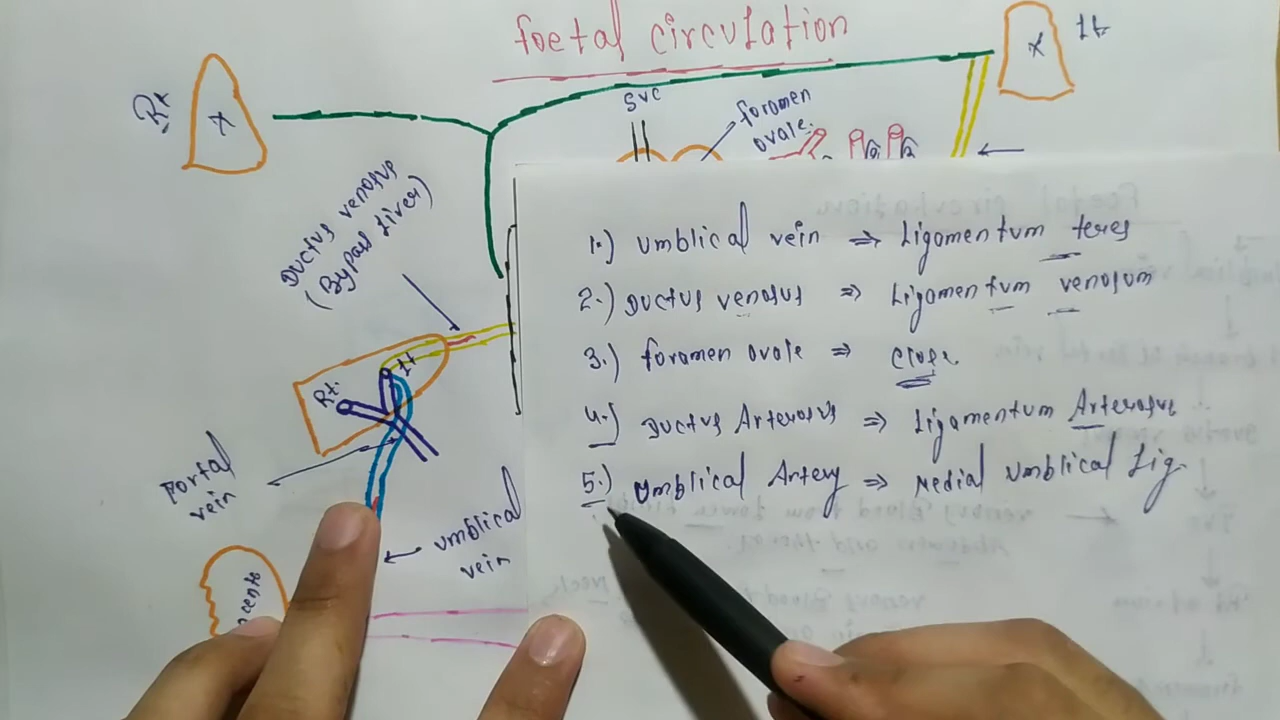 foetal circulation
Rt
X
X
lt
SVC
foramen
ovale.
Ductus venosus
(Bypass Liver)
Rt.
lt
Portal
vein
umblical
vein
1.) umblical vein ⇒ Ligamentum teres
2.) Ductus venosus ⇒ Ligamentum venosum
3.) foramen ovale ⇒ close
4.) Ductus Arterosus ⇒ Ligamentum Arterosus
5.) umblical Artery ⇒ Medial umblical Lig.